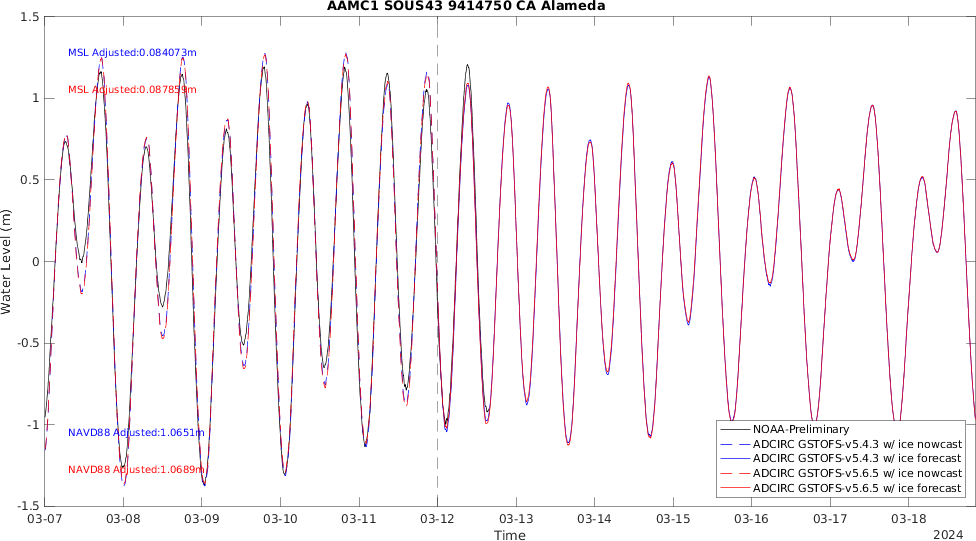 AAMC1 SOUS43 9414750 CA Alameda
1.5
MSL Adjusted:0.084073m
MSL Adjusted:0.087859m
1
0.5
0
-0.5
-1
-1.5
Water Level (m)
NAVD88 Adjusted:1.0651m
NAVD88 Adjusted:1.0689m
NOAA-Preliminary
ADCIRC GSTOFS-v5.4.3 w/ ice nowcast
ADCIRC GSTOFS-v5.4.3 w/ ice forecast
ADCIRC GSTOFS-v5.6.5 w/ ice nowcast
ADCIRC GSTOFS-v5.6.5 w/ ice forecast
03-07 03-08 03-09 03-10 03-11 03-12 03-13 03-14 03-15 03-16 03-17 03-18
Time
2024